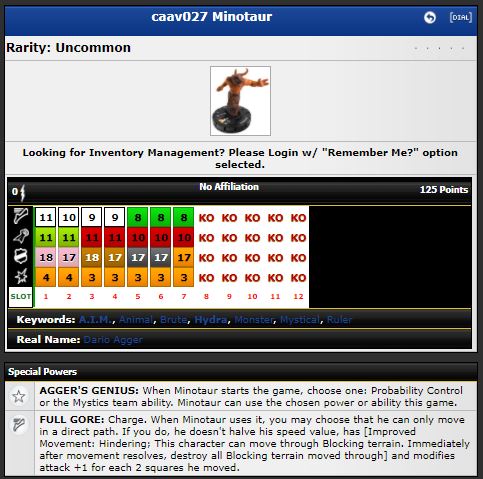 caav027 Minotaur [DIAL]
Rarity: Uncommon
Looking for Inventory Management? Please Login w/ "Remember Me?" option
selected.
0 No Affiliation 125 Points
11 10 9 9 8 8 8 KO KO KO KO KO
11 11 11 11 10 10 10 KO KO KO KO KO
18 17 18 17 17 17 17 KO KO KO KO KO
4 4 3 3 3 3 3 KO KO KO KO KO
SLOT 1 2 3 4 5 6 7 8 9 10 11 12
Keywords: A.I.M., Animal, Brute, Hydra, Monster, Mystical, Ruler
Real Name: Dario Agger
Special Powers
AGGER'S GENIUS: When Minotaur starts the game, choose one: Probability Control
or the Mystics team ability. Minotaur can use the chosen power or ability this game.
FULL GORE: Charge. When Minotaur uses it, you may choose that he can only move
in a direct path. If you do, he doesn't halve his speed value, has [Improved
Movement: Hindering; This character can move through Blocking terrain. Immediately
after movement resolves, destroy all Blocking terrain moved through] and modifies
attack +1 for each 2 squares he moved.